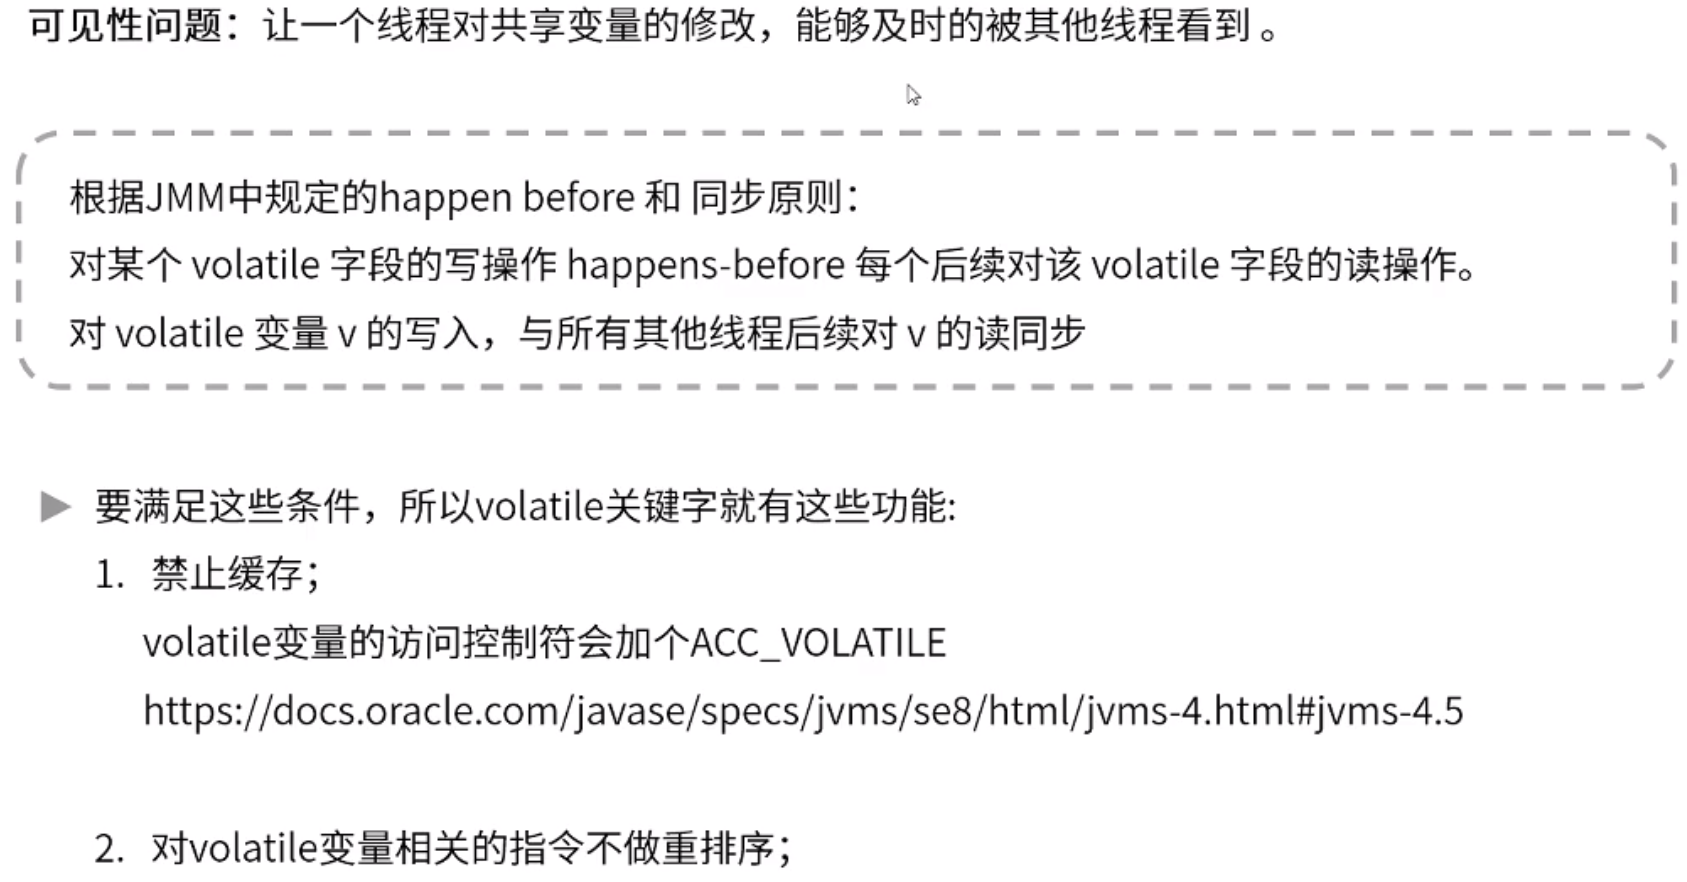 可见性问题：让一个线程对共享变量的修改，能够及时的被其他线程看到 。
根据JMM中规定的happen before 和 同步原则：
对某个 volatile 字段的写操作 happens-before 每个后续对该 volatile 字段的读操作。
对 volatile 变量 v 的写入，与所有其他线程后续对 v 的读同步
要满足这些条件，所以volatile关键字就有这些功能:
1. 禁止缓存；
volatile变量的访问控制符会加个ACC_VOLATILE
https://docs.oracle.com/javase/specs/jvms/se8/html/jvms-4.html#jvms-4.5
2. 对volatile变量相关的指令不做重排序；